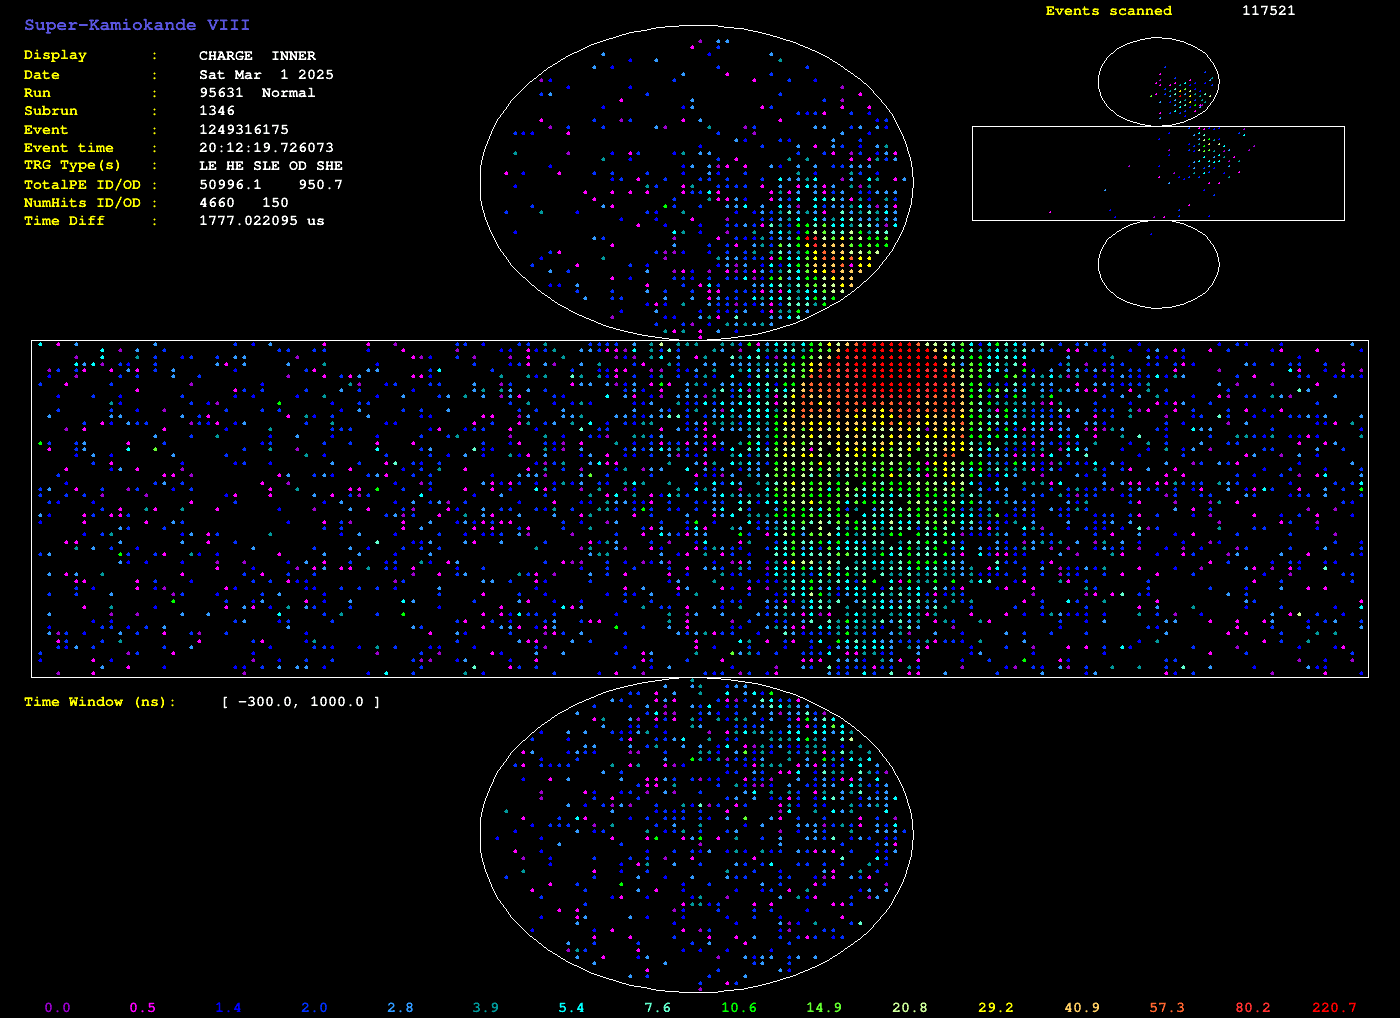 Super-Kamiokande VIII
Events scanned 117521
Display : CHARGE INNER
Date : Sat Mar 1 2025
Run : 95631 Normal
Subrun : 1346
Event : 1249316175
Event time : 20:12:19.726073
TRG Type(s) : LE HE SLE OD SHE
TotalPE ID/OD : 50996.1 950.7
NumHits ID/OD : 4660 150
Time Diff : 1777.022095 us
Time Window (ns): [ -300.0, 1000.0 ]
0.0 0.5 1.4 2.0 2.8 3.9 5.4 7.6 10.6 14.9 20.8 29.2 40.9 57.3 80.2 220.7